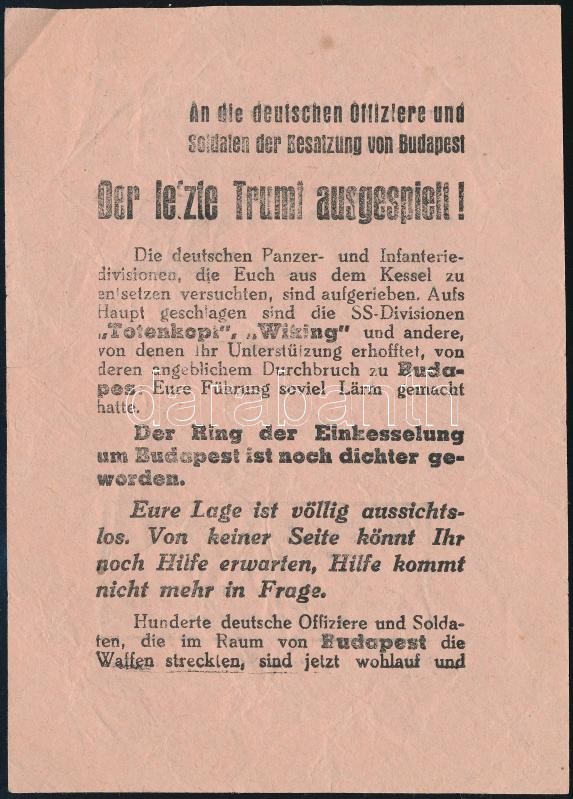 An die deutschen Offiziere und
Soldaten der Besatzung von Budapest
Der letzte Trumf ausgespielt!
Die deutschen Panzer- und Infanterie-
divisionen, die Euch aus dem Kessel zu
entsetzen versuchten, sind aufgerieben. Aufs
Haupt geschlagen sind die SS-Divisionen
„Totenkopf", „Wiking" und andere,
von denen Ihr Unterstützung erhofftet, von
deren angeblichem Durchbruch zu Buda-
pest Eure Führung soviel Lärm gemacht
hatte.
Der Ring der Einkesselung
um Budapest ist noch dichter ge-
worden.
Eure Lage ist völlig aussichts-
los. Von keiner Seite könnt Ihr
noch Hilfe erwarten, Hilfe kommt
nicht mehr in Frage.
Hunderte deutsche Offiziere und Solda-
ten, die im Raum von Budapest die
Waffen streckten, sind jetzt wohlauf und
darabanth